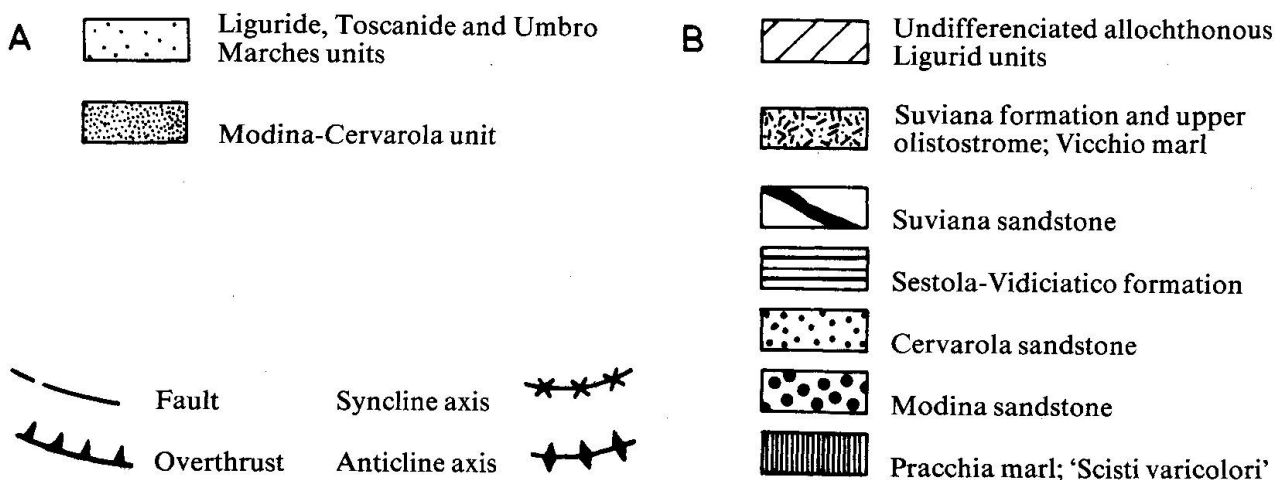 A
Liguride, Toscanide and Umbro
Marches units
Modina-Cervarola unit
Fault
Syncline axis
Overthrust
Anticline axis
B
Undifferenciated allochthonous
Ligurid units
Suviana formation and upper
olistostrome; Vicchio marl
Suviana sandstone
Sestola-Vidiciatico formation
Cervarola sandstone
Modina sandstone
Pracchia marl; 'Scisti varicolori'